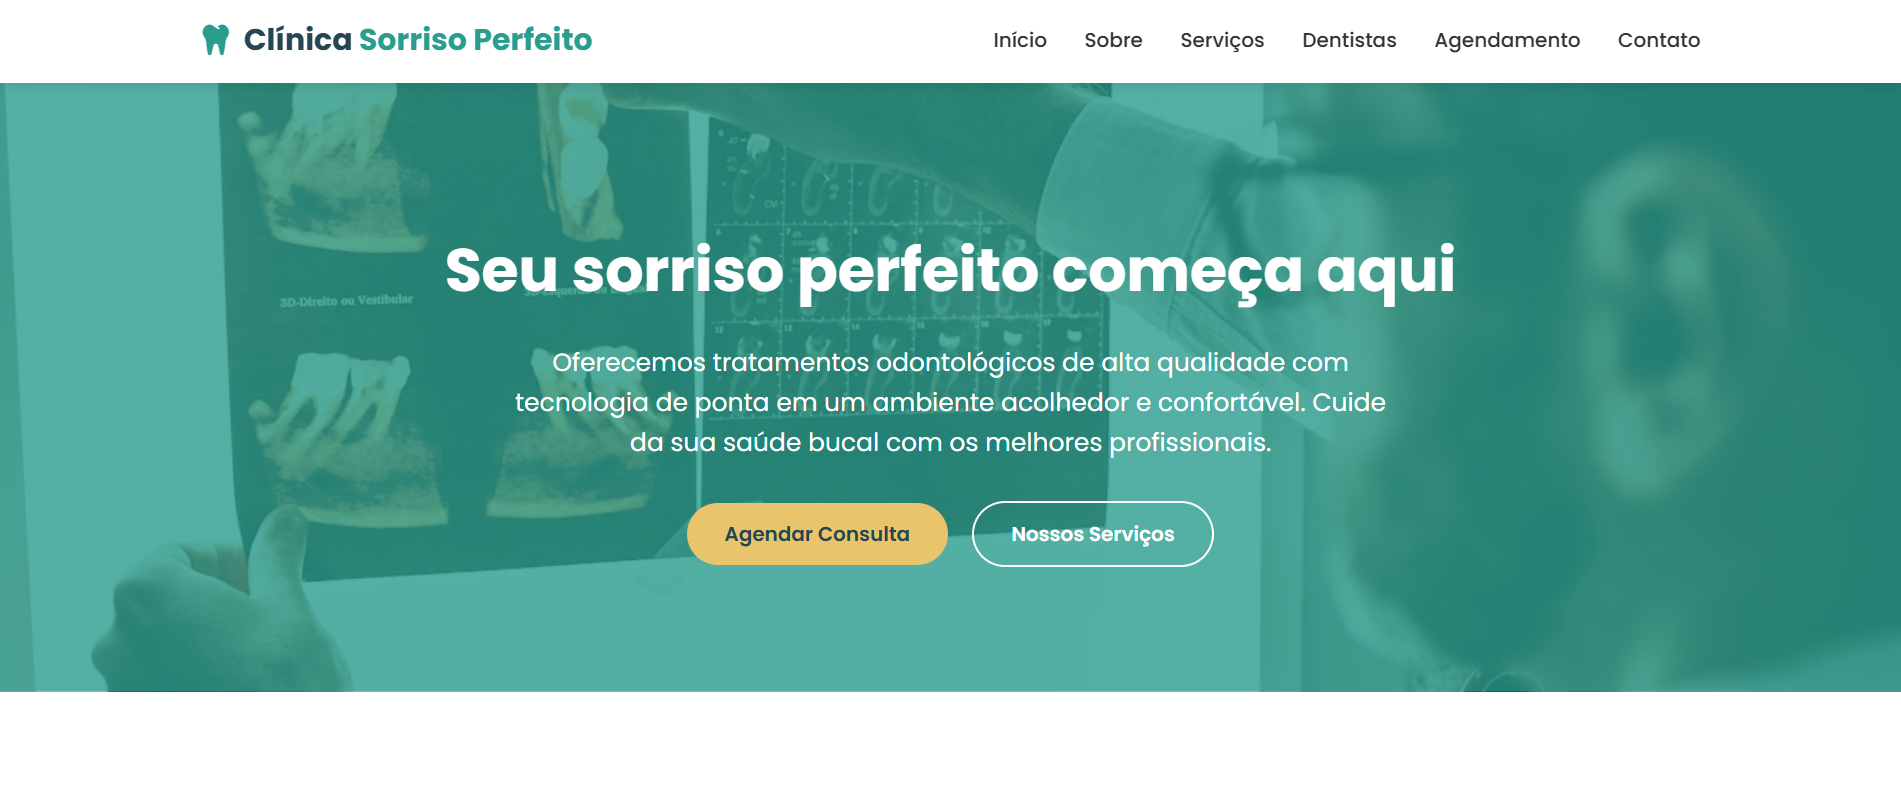 Clínica Sorriso Perfeito
Início Sobre Serviços Dentistas Agendamento Contato
3D-Direito ou Vestibular
Seu sorriso perfeito começa aqui
Oferecemos tratamentos odontológicos de alta qualidade com
tecnologia de ponta em um ambiente acolhedor e confortável. Cuide
da sua saúde bucal com os melhores profissionais.
Agendar Consulta
Nossos Serviços